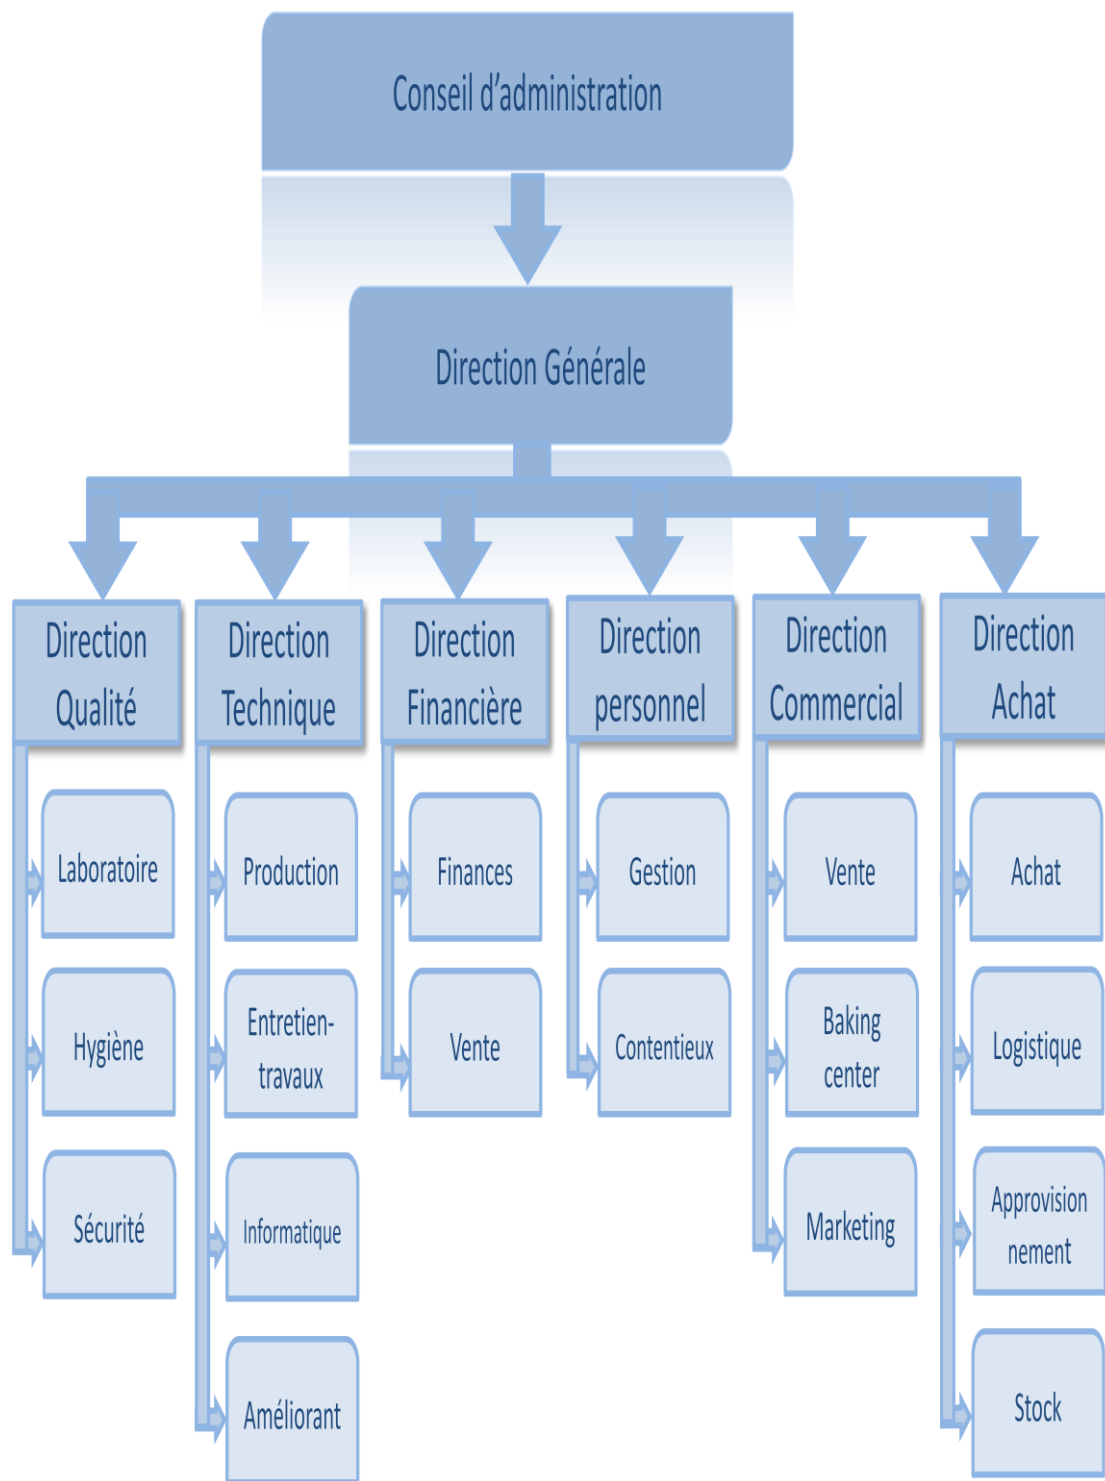 Conseil d'administration
Direction Générale
Direction
Qualité
Laboratoire
Hygiène
Sécurité
Direction
Technique
Production
Entretien-
travaux
Informatique
Améliorant
Direction
Financière
Finances
Vente
Direction
personnel
Gestion
Contentieux
Direction
Commercial
Vente
Baking
center
Marketing
Direction
Achat
Achat
Logistique
Approvision
nement
Stock